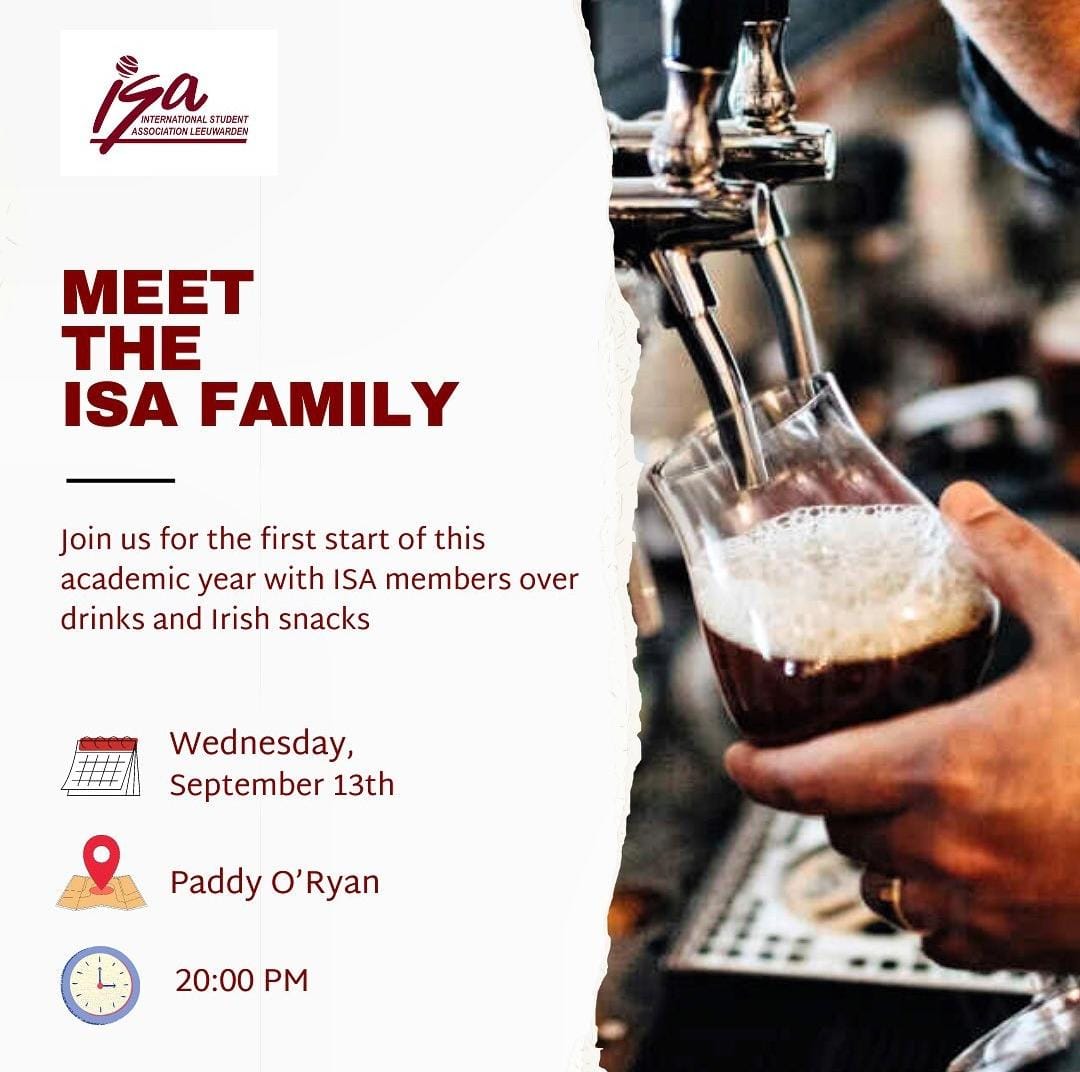 isa
INTERNATIONAL STUDENT
ASSOCIATION LEEUWARDEN
MEET
THE
ISA FAMILY
Join us for the first start of this
academic year with ISA members over
drinks and Irish snacks
Wednesday,
September 13th
Paddy O’Ryan
20:00 PM